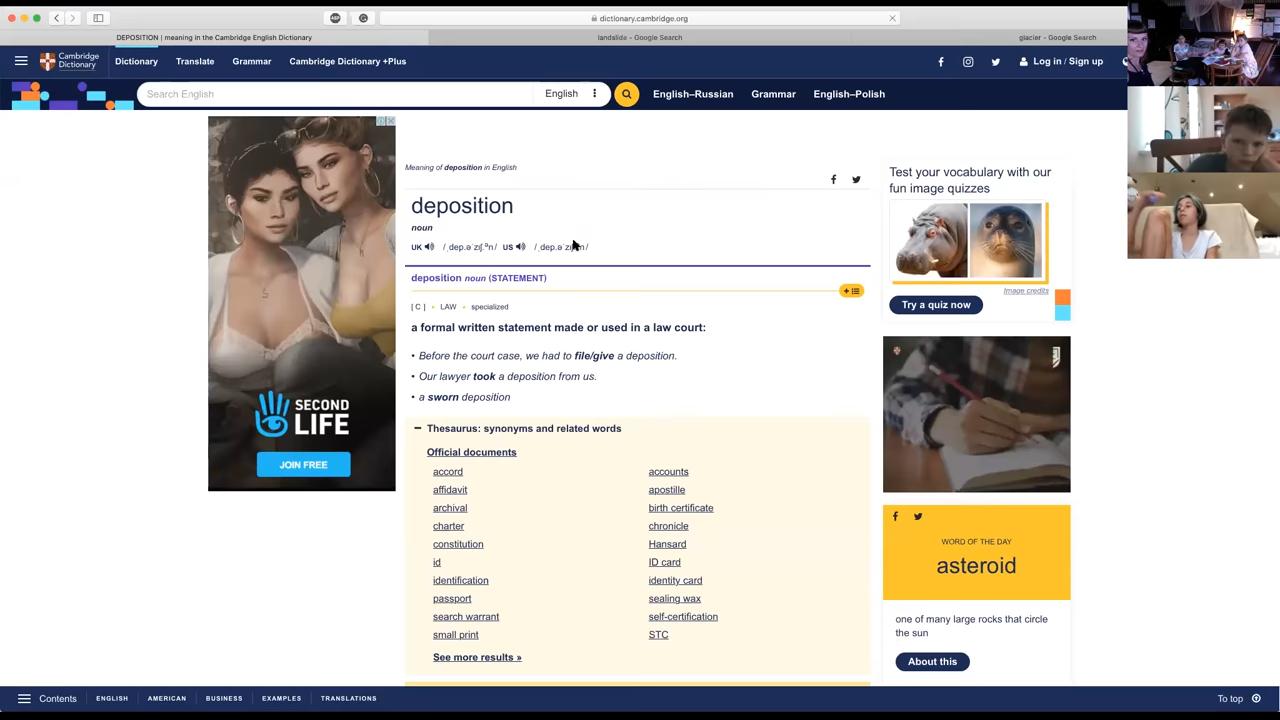 dictionary.cambridge.org
DEPOSITION | meaning in the Cambridge English Dictionary
landslide - Google Search
glacier - Google Search
Cambridge Dictionary
Dictionary
Translate
Grammar
Cambridge Dictionary +Plus
Log in / Sign up
Search English
English
English–Russian
Grammar
English–Polish
Meaning of deposition in English
deposition
noun
UK /ˌdep.əˈzɪʃ.ᵊn/ US
deposition noun (STATEMENT)
[ C ] • LAW • specialized
a formal written statement made or used in a law court:
• Before the court case, we had to file/give a deposition.
• Our lawyer took a deposition from us.
• a sworn deposition
Thesaurus: synonyms and related words
Official documents
accord
accounts
affidavit
apostille
archival
birth certificate
charter
chronicle
constitution
Hansard
id
ID card
identification
identity card
passport
sealing wax
search warrant
self-certification
small print
STC
See more results »
SECOND
LIFE
JOIN FREE
Test your vocabulary with our
fun image quizzes
Image credits
Try a quiz now
WORD OF THE DAY
asteroid
one of many large rocks that circle
the sun
About this
Contents
ENGLISH
AMERICAN
BUSINESS
EXAMPLES
TRANSLATIONS
To top